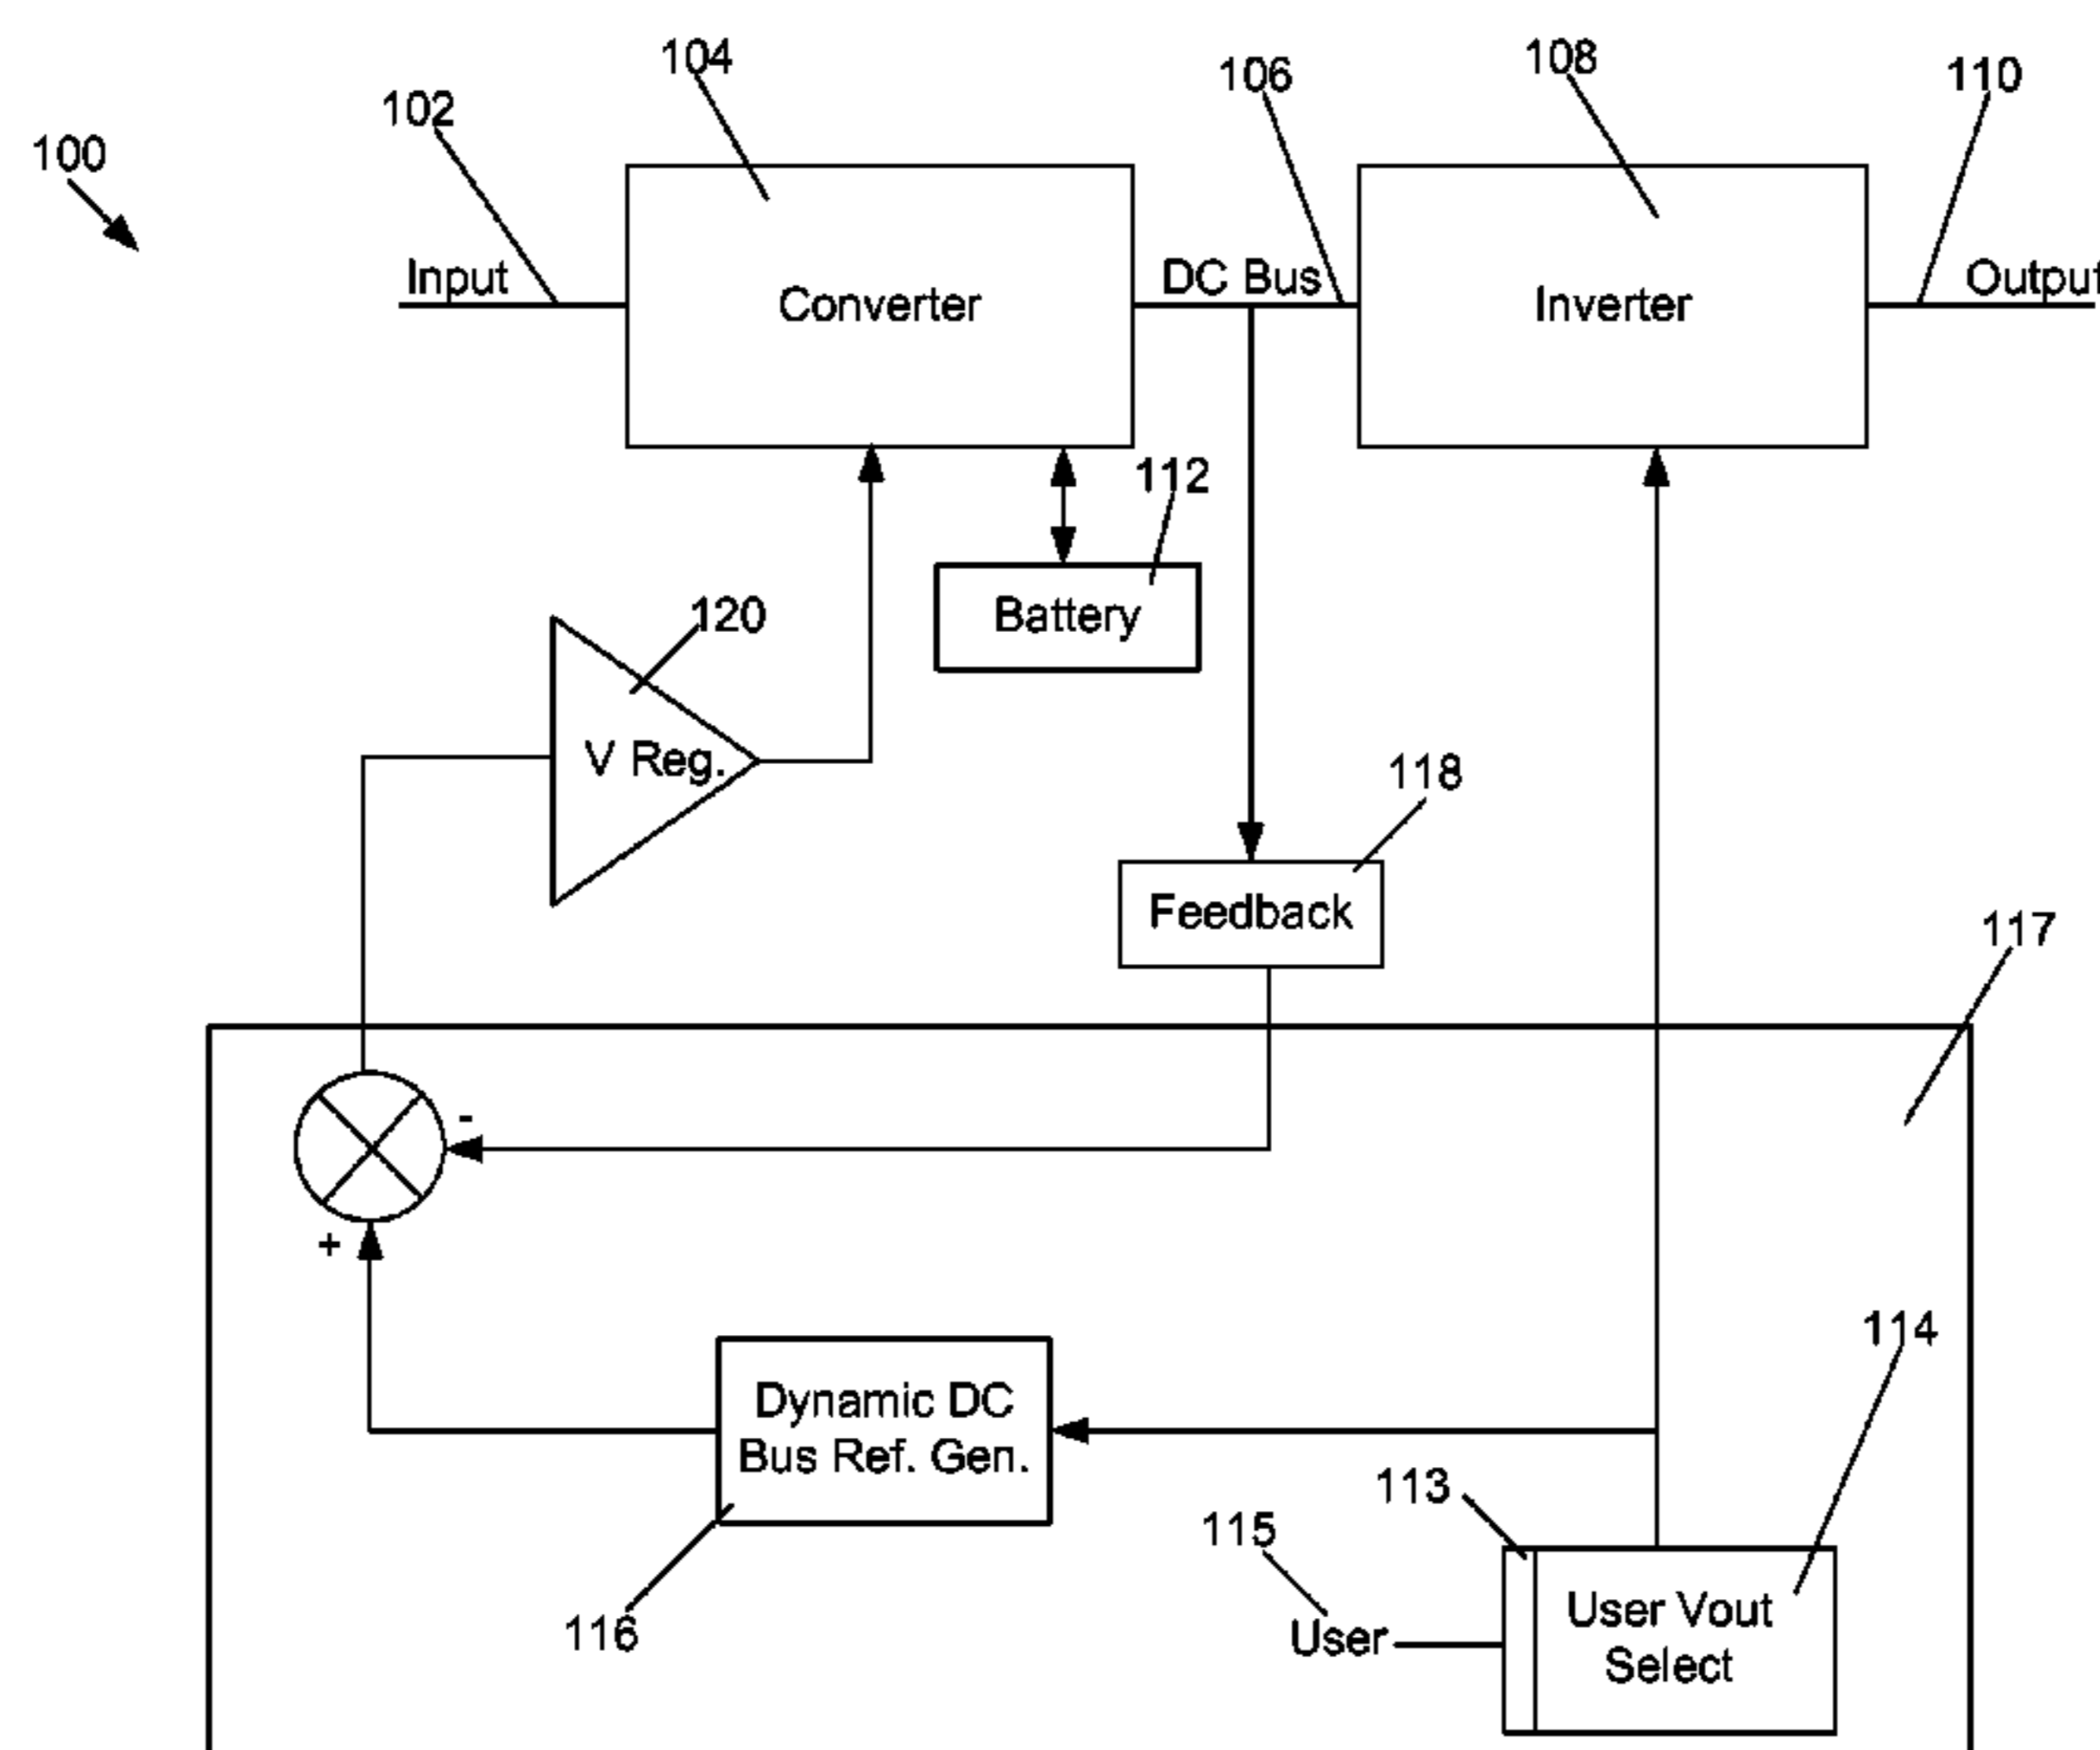 104
108
106
110
102
100
Input
DC Bus
Output
Converter
Inverter
112
120
Battery
V Reg.
118
Feedback
117
-
+
114
Dynamic DC
Bus Ref. Gen.
113
115
116
User
User Vout
Select